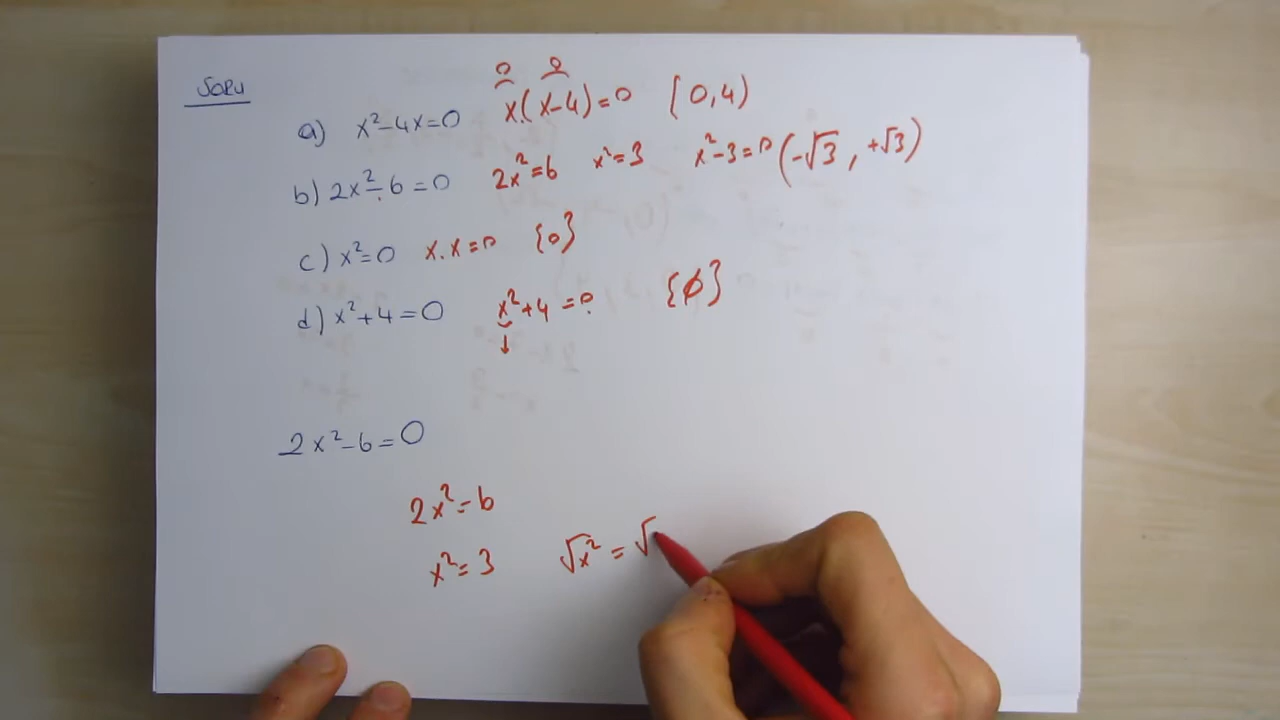 SORU
a) x²-4x=0 x.(x-4)=0 (0,4)
b) 2x²-6=0 2x²=6 x²=3 x²-3=0 (-√3, +√3)
c) x²=0 x.x=0 {0}
d) x²+4=0 x²+4=0 {∅}
2x²-6=0
2x²=6
x²=3 √x² = √